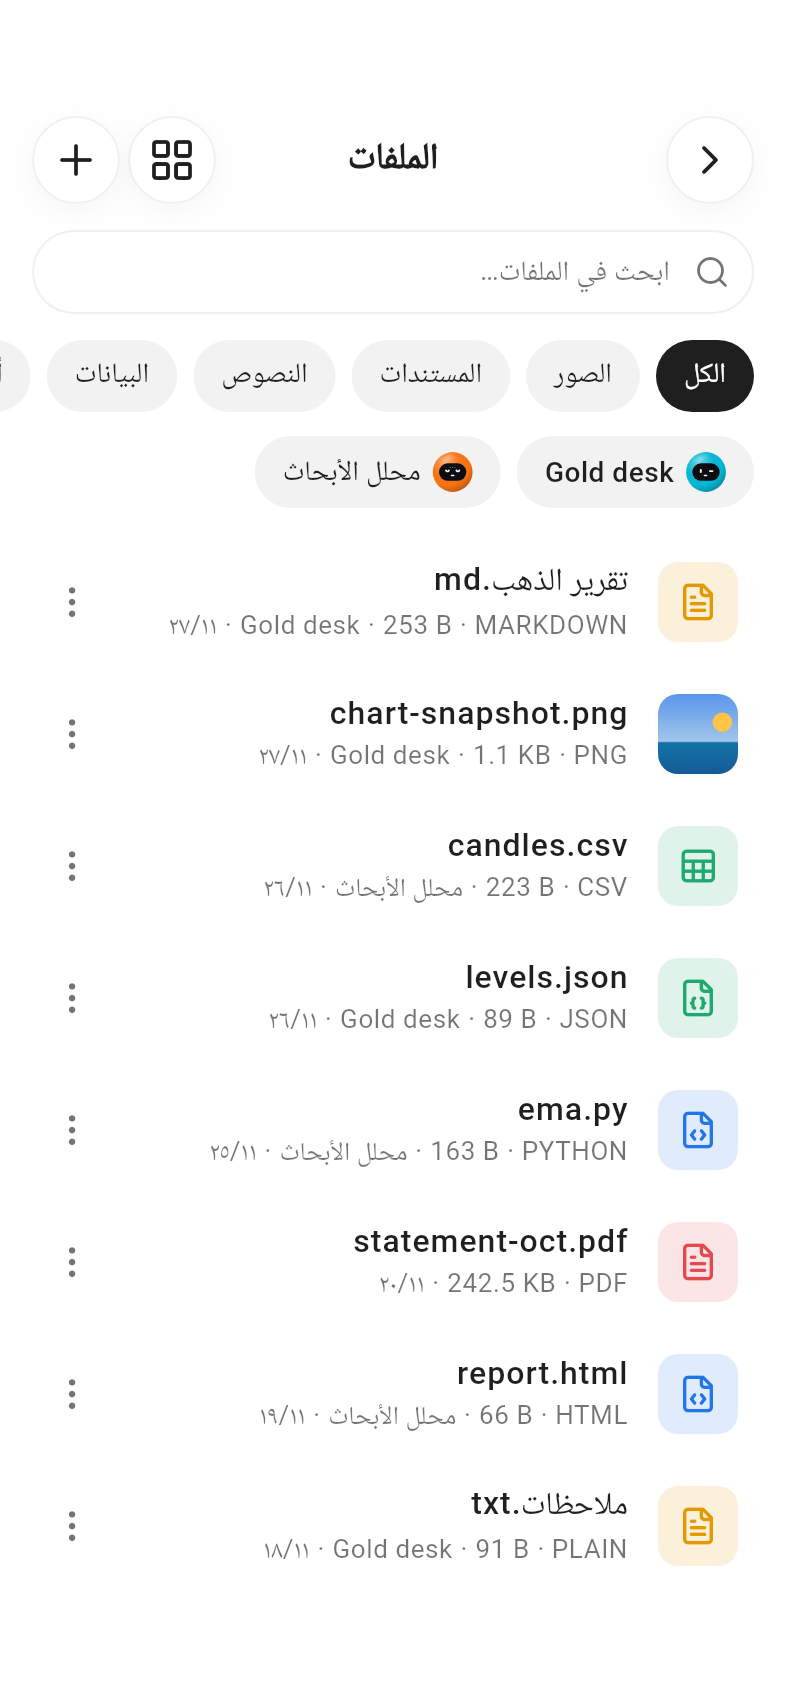 الملفات
ابحث في الملفات...
الكل
الصور
المستندات
النصوص
البيانات
Gold desk
محلل الأبحاث
تقرير الذهب.md
MARKDOWN · 253 B · Gold desk · ٢٧/١١
chart-snapshot.png
PNG · 1.1 KB · Gold desk · ٢٧/١١
candles.csv
CSV · 223 B · محلل الأبحاث · ٢٦/١١
levels.json
JSON · 89 B · Gold desk · ٢٦/١١
ema.py
PYTHON · 163 B · محلل الأبحاث · ٢٥/١١
statement-oct.pdf
PDF · 242.5 KB · ٢٠/١١
report.html
HTML · 66 B · محلل الأبحاث · ١٩/١١
ملاحظات.txt
PLAIN · 91 B · Gold desk · ١٨/١١